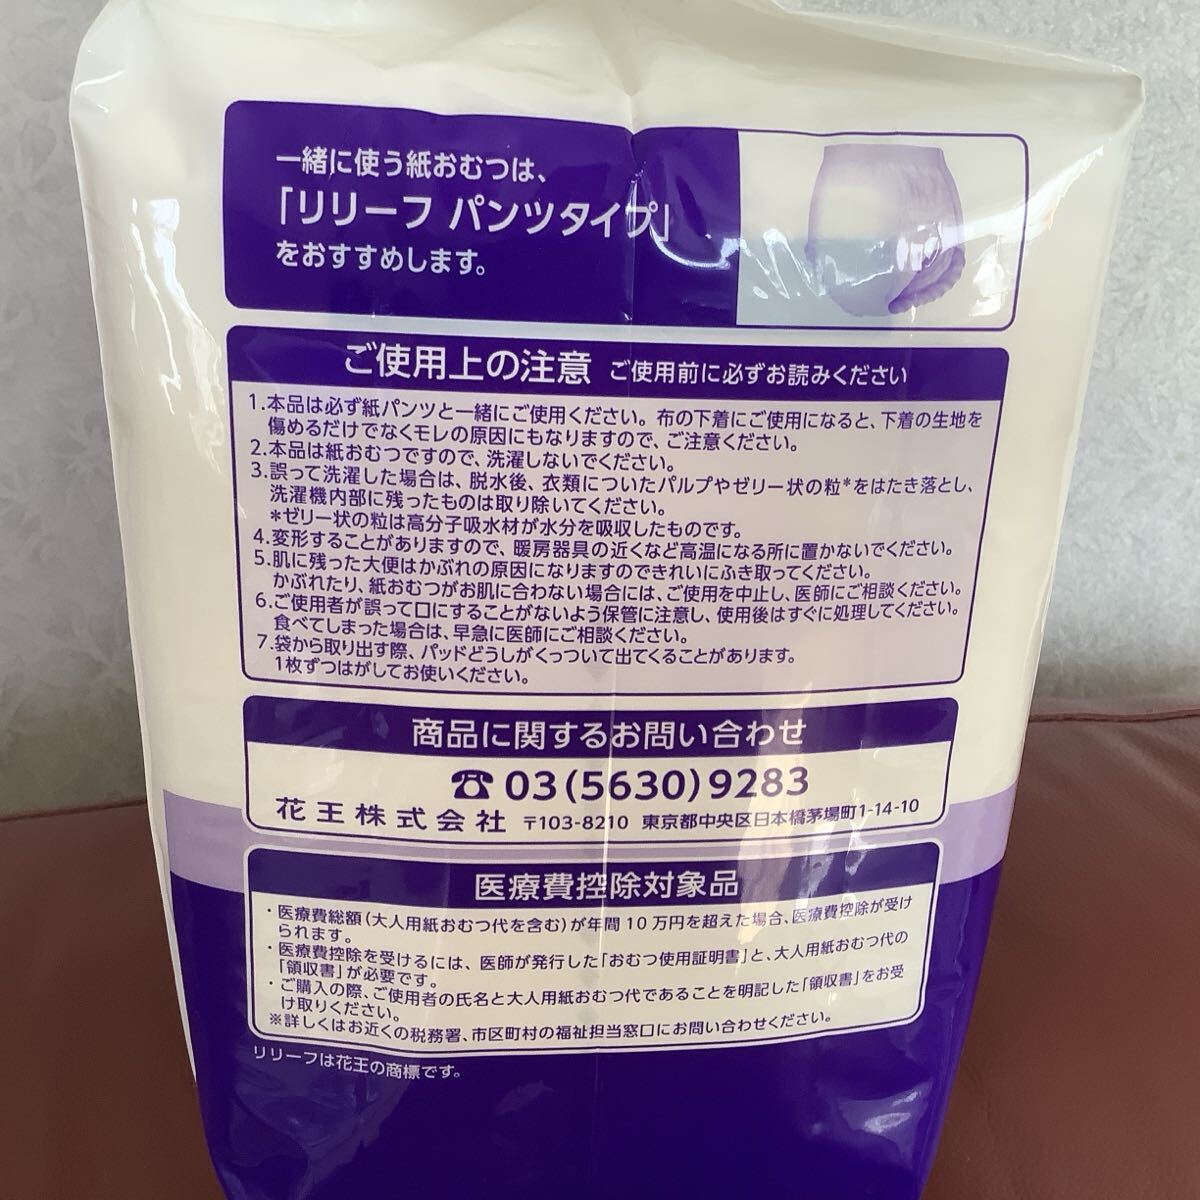 一緒に使う紙おむつは、
「リリーフ パンツタイプ」
をおすすめします。
ご使用上の注意 ご使用前に必ずお読みください
1.本品は必ず紙パンツと一緒にご使用ください。布の下着にご使用になると、下着の生地を
傷めるだけでなくモレの原因にもなりますので、ご注意ください。
2.本品は紙おむつですので、洗濯しないでください。
3.誤って洗濯した場合は、脱水後、衣類についたパルプやゼリー状の粒*をはたき落とし、
洗濯機内部に残ったものは取り除いてください。
*ゼリー状の粒は高分子吸水材が水分を吸収したものです。
4.変形することがありますので、暖房器具の近くなど高温になる所に置かないでください。
5.肌に残った大便はかぶれの原因になりますのできれいにふき取ってください。
かぶれたり、紙おむつがお肌に合わない場合には、ご使用を中止し、医師にご相談ください。
6.ご使用者が誤って口にすることがないよう保管に注意し、使用後はすぐに処理してください。
食べてしまった場合は、早急に医師にご相談ください。
7.袋から取り出す際、パッドどうしがくっついて出てくることがあります。
1枚ずつはがしてお使いください。
商品に関するお問い合わせ
☎03(5630)9283
花王株式会社 〒103-8210 東京都中央区日本橋茅場町1-14-10
医療費控除対象品
・医療費総額(大人用紙おむつ代を含む)が年間10万円を超えた場合、医療費控除が受け
られます。
・医療費控除を受けるには、医師が発行した「おむつ使用証明書」と、大人用紙おむつ代の
「領収書」が必要です。
・ご購入の際、ご使用者の氏名と大人用紙おむつ代であることを明記した「領収書」をお受
け取りください。
※詳しくはお近くの税務署、市区町村の福祉担当窓口にお問い合わせください。
リリーフは花王の商標です。